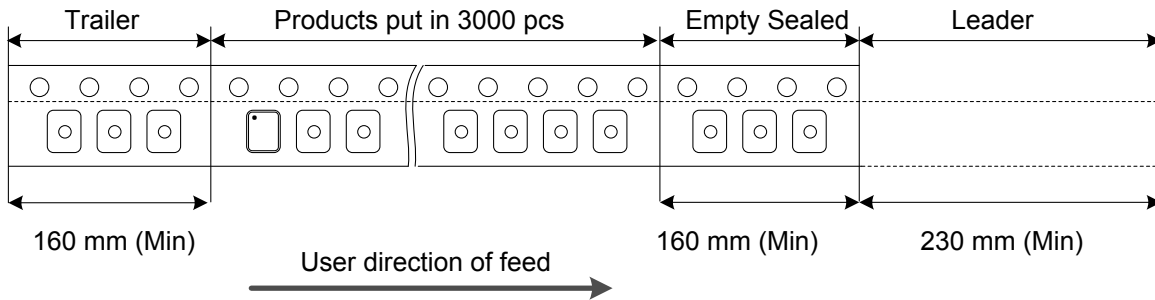 Trailer
Products put in 3000 pcs
Empty Sealed
Leader
160 mm (Min)
160 mm (Min)
230 mm (Min)
User direction of feed